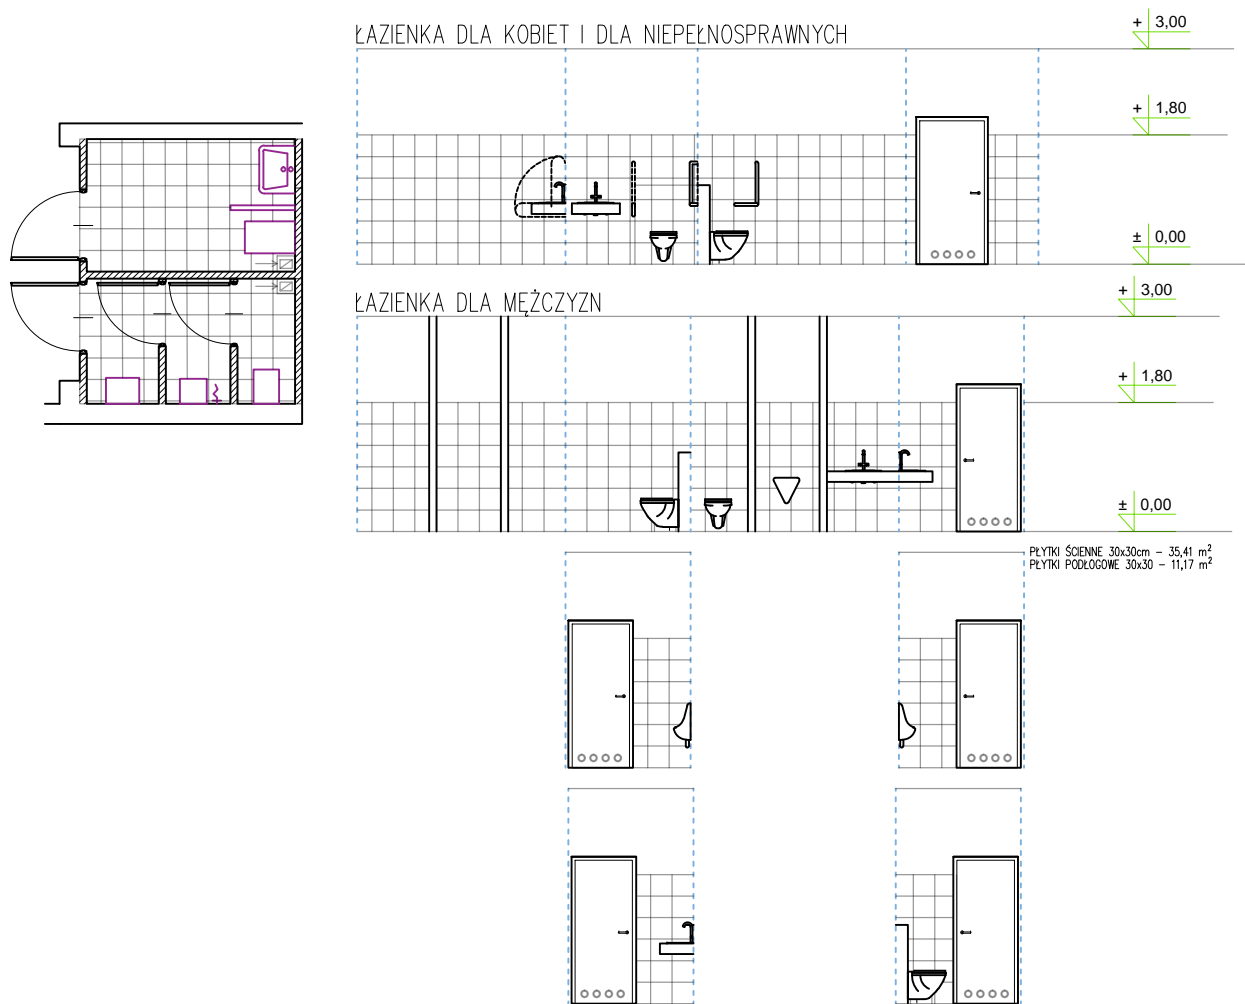 ŁAZIENKA DLA KOBIET I DLA NIEPEŁNOSPRAWNYCH
+ 3,00
+ 1,80
± 0,00
ŁAZIENKA DLA MĘŻCZYZN
+ 3,00
+ 1,80
± 0,00
PŁYTKI ŚCIENNE 30x30cm – 35,41 m²
PŁYTKI PODŁOGOWE 30x30 – 11,17 m²